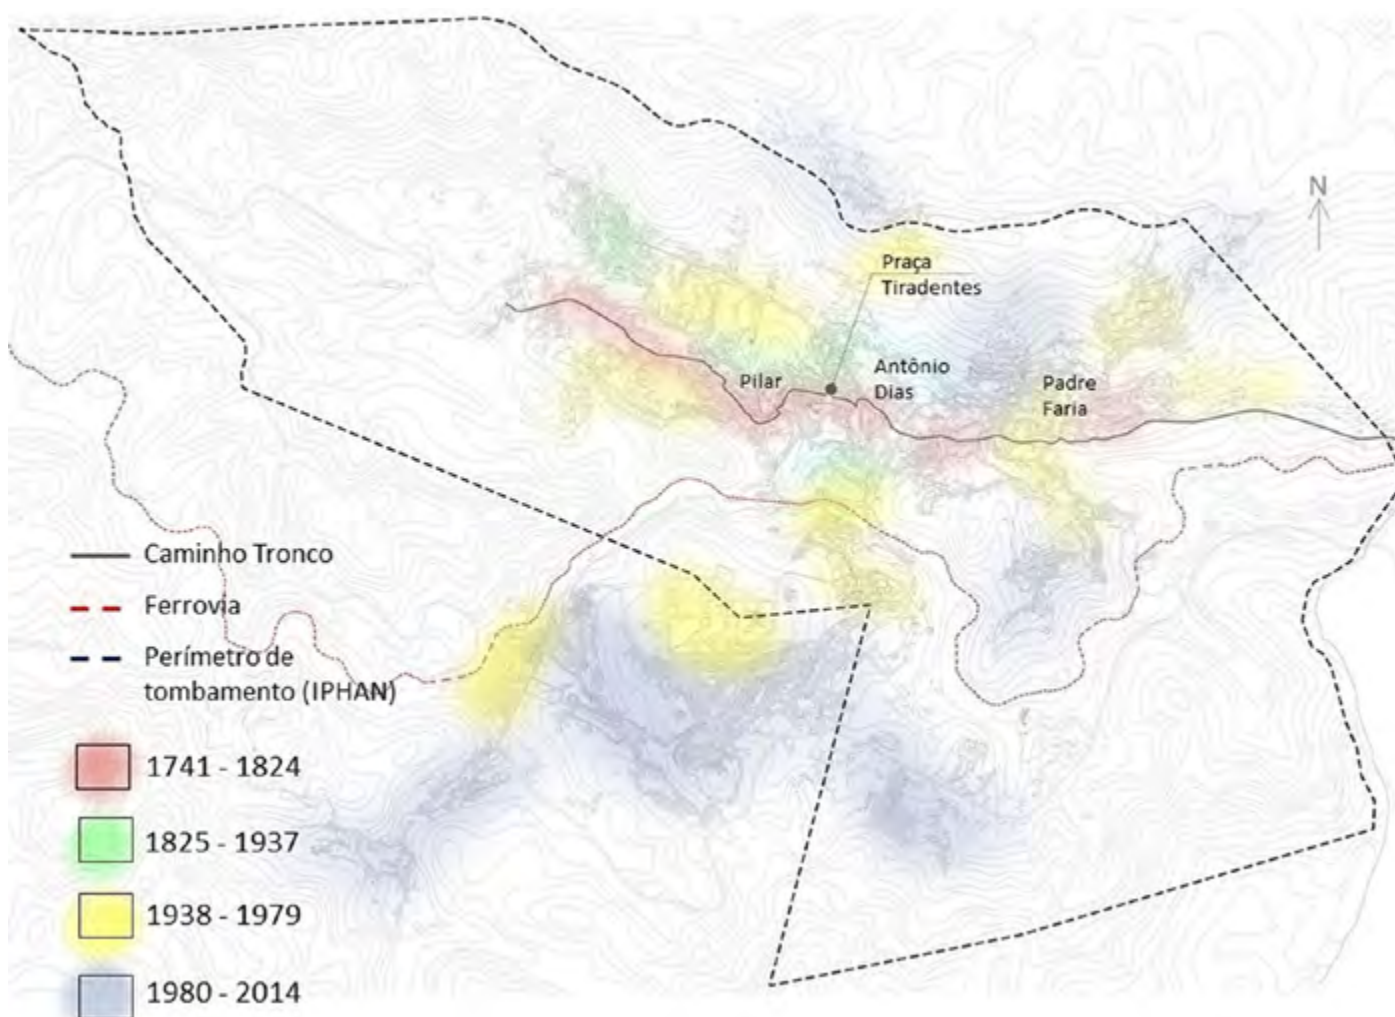 N
Praça
Tiradentes
Pilar
Antônio
Dias
Padre
Faria
Caminho Tronco
Ferrovia
Perímetro de
tombamento (IPHAN)
1741 - 1824
1825 - 1937
1938 - 1979
1980 - 2014